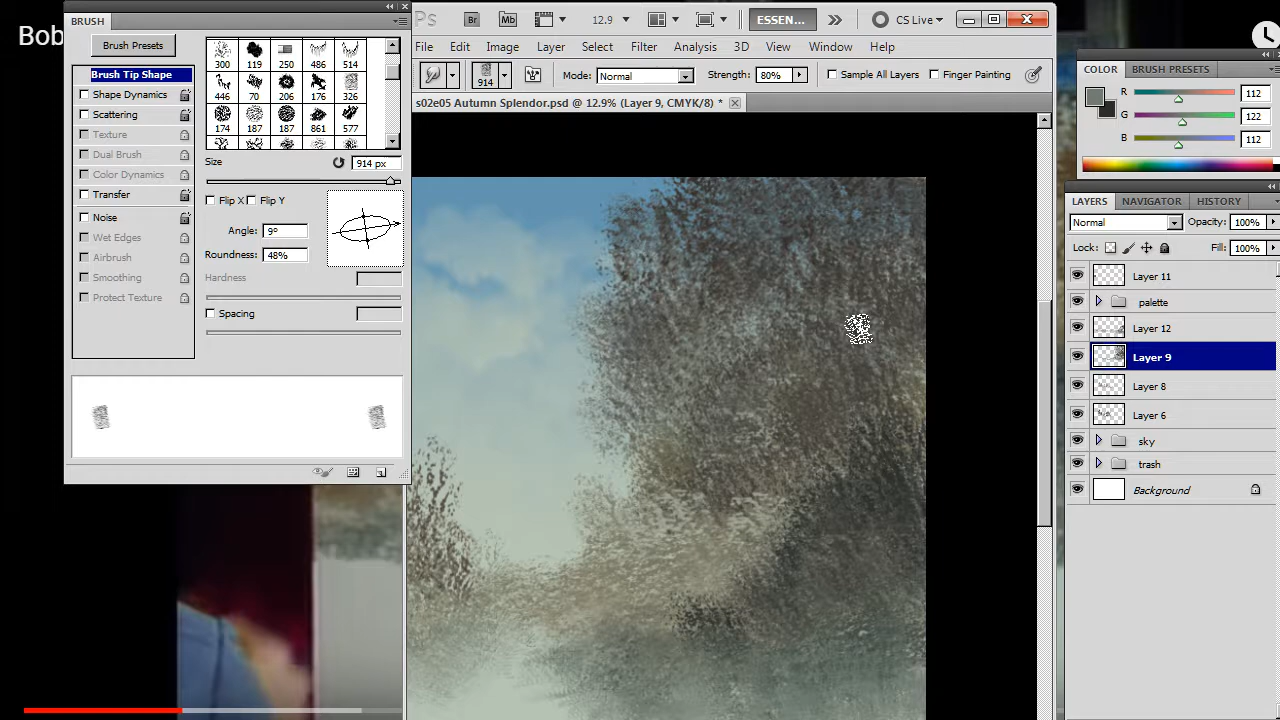 Bob
BRUSH
Brush Presets
Brush Tip Shape
Shape Dynamics
Scattering
Texture
Dual Brush
Color Dynamics
Transfer
Noise
Wet Edges
Airbrush
Smoothing
Protect Texture
300 119 250 486 514
446 70 206 176 326
174 187 187 861 577
Size 914 px
Flip X Flip Y
Angle: 9°
Roundness: 48%
Hardness
Spacing
Ps Br Mb 12.9 ESSEN... CS Live
File Edit Image Layer Select Filter Analysis 3D View Window Help
914 Mode: Normal Strength: 80% Sample All Layers Finger Painting
s02e05 Autumn Splendor.psd @ 12.9% (Layer 9, CMYK/8) *
COLOR BRUSH PRESETS
R 112
G 122
B 112
LAYERS NAVIGATOR HISTORY
Normal Opacity: 100%
Lock: Fill: 100%
Layer 11
palette
Layer 12
Layer 9
Layer 8
Layer 6
sky
trash
Background